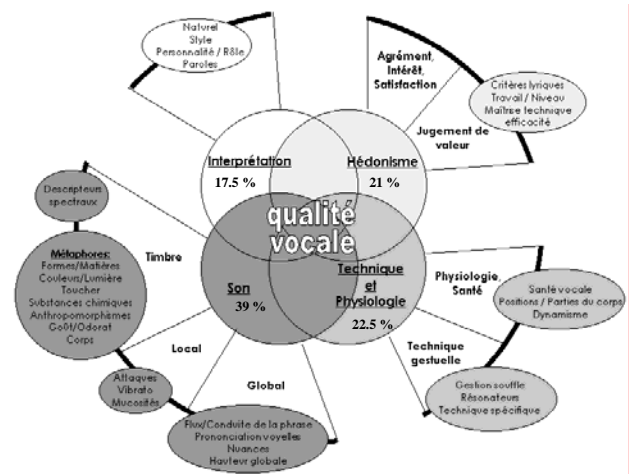 Naturel
Style
Personnalité / Rôle
Paroles
Agrément,
Intérêt,
Satisfaction
Critères lyriques
Travail / Niveau
Maîtrise technique
efficacité
Jugement de
valeur
Interprétation
17.5 %
Hédonisme
21 %
qualité
vocale
Descripteurs
spectraux
Timbre
Métaphores:
Formes/Matières
Couleurs/Lumière
Toucher
Substances chimiques
Anthropomorphismes
Goût/Odorat
Corps
Son
39 %
Technique
et
Physiologie
22.5 %
Physiologie,
Santé
Santé vocale
Positions / Parties du corps
Dynamisme
Technique
gestuelle
Gestion souffle
Résonateurs
Technique spécifique
Local
Attaques
Vibrato
Mucosités
Global
Flux/Conduite de la phrase
Prononciation voyelles
Nuances
Hauteur globale